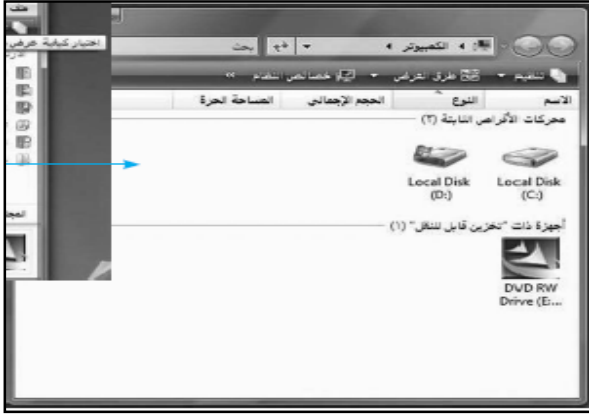 ملف
اختيار كيفية عرض
الكمبيوتر
بحث
تنظيم
طرق العرض
خصائص النظام »
الاسم
النوع
الحجم الإجمالي
المساحة الحرة
محركات الأقراص الثابتة (٢)
Local Disk (C:)
Local Disk (D:)
أجهزة ذات "تخزين قابل للنقل" (١)
DVD RW
Drive (E:...